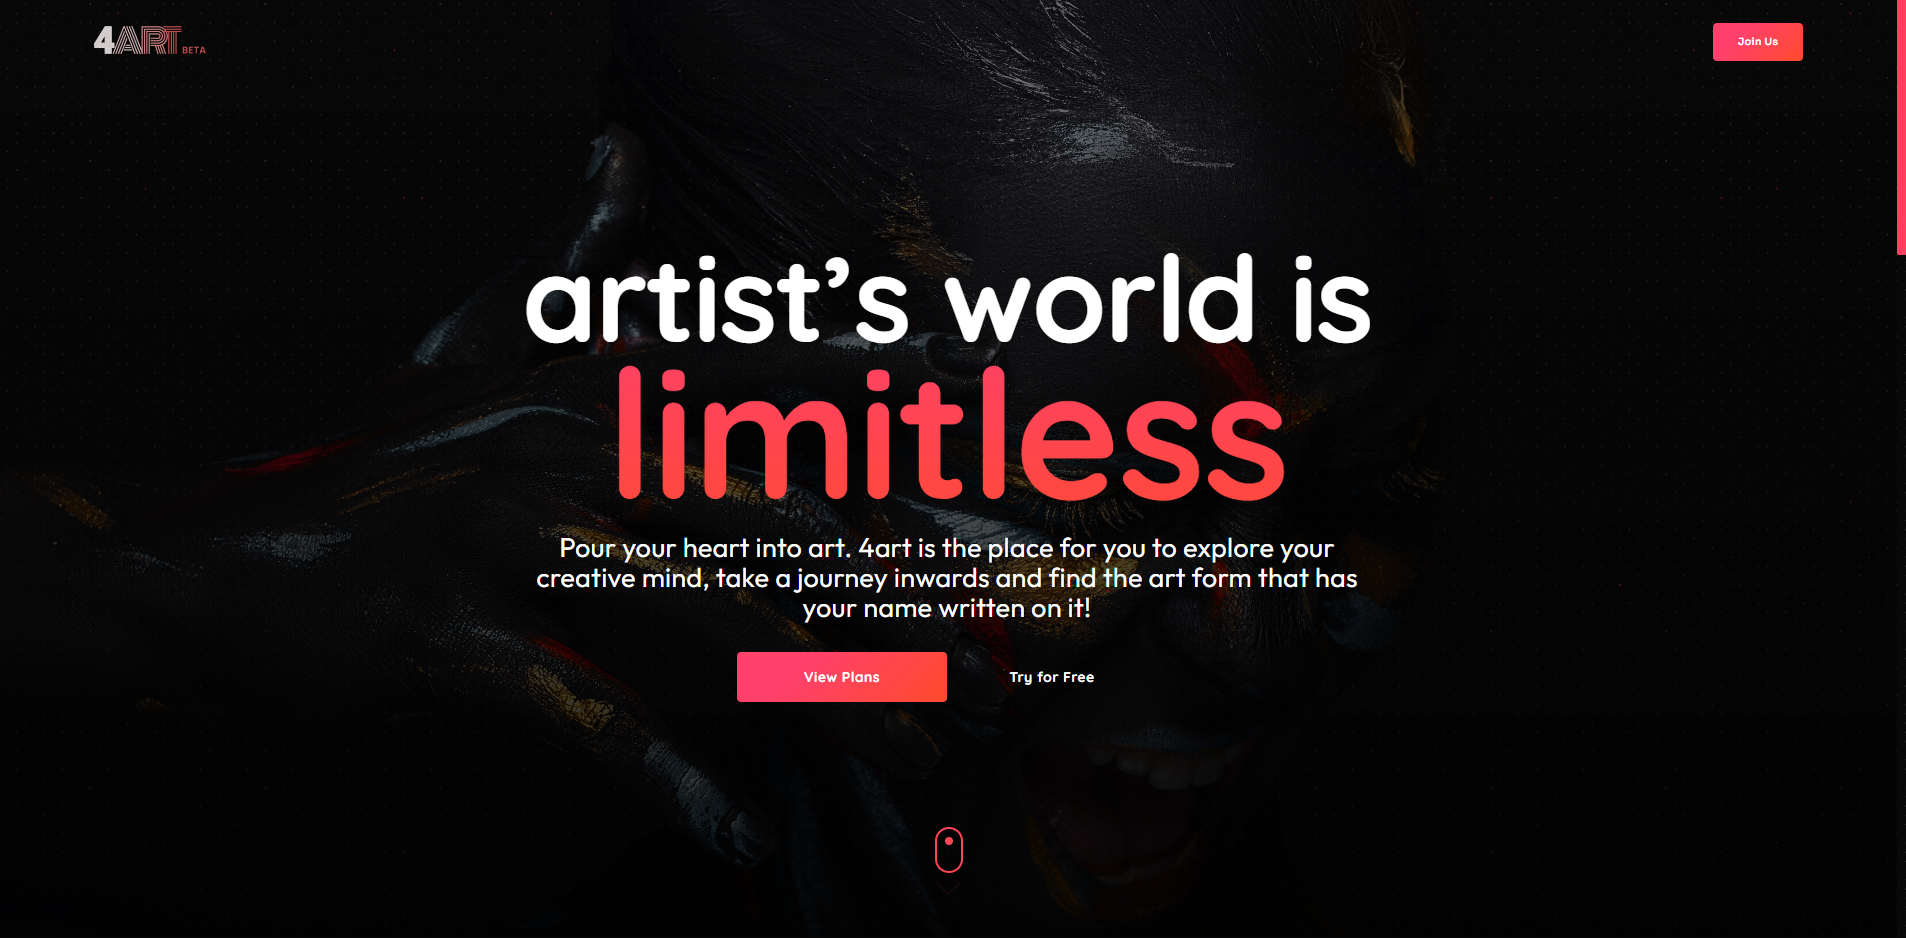 4ART BETA
Join Us
artist’s world is
limitless
Pour your heart into art. 4art is the place for you to explore your
creative mind, take a journey inwards and find the art form that has
your name written on it!
View Plans
Try for Free